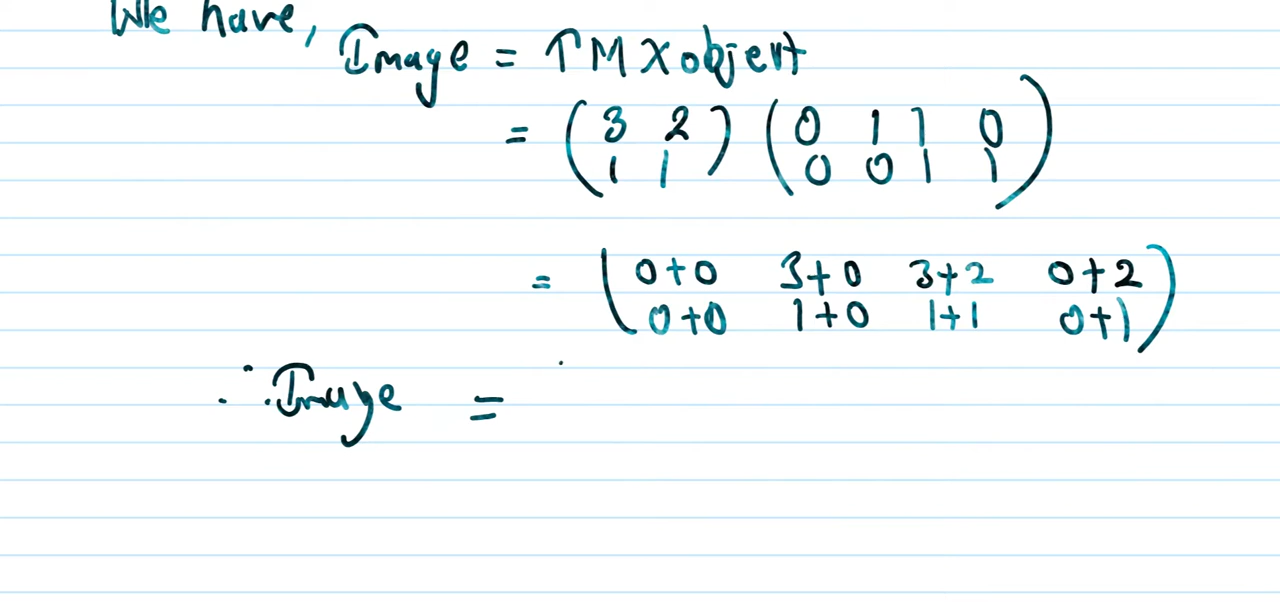 We have,
Image = TM X object
= ( 3 2 ) ( 0 1 1 0 )
( 1 1 ) ( 0 0 1 1 )
= ( 0+0 3+0 3+2 0+2 )
( 0+0 1+0 1+1 0+1 )
∴ Image =